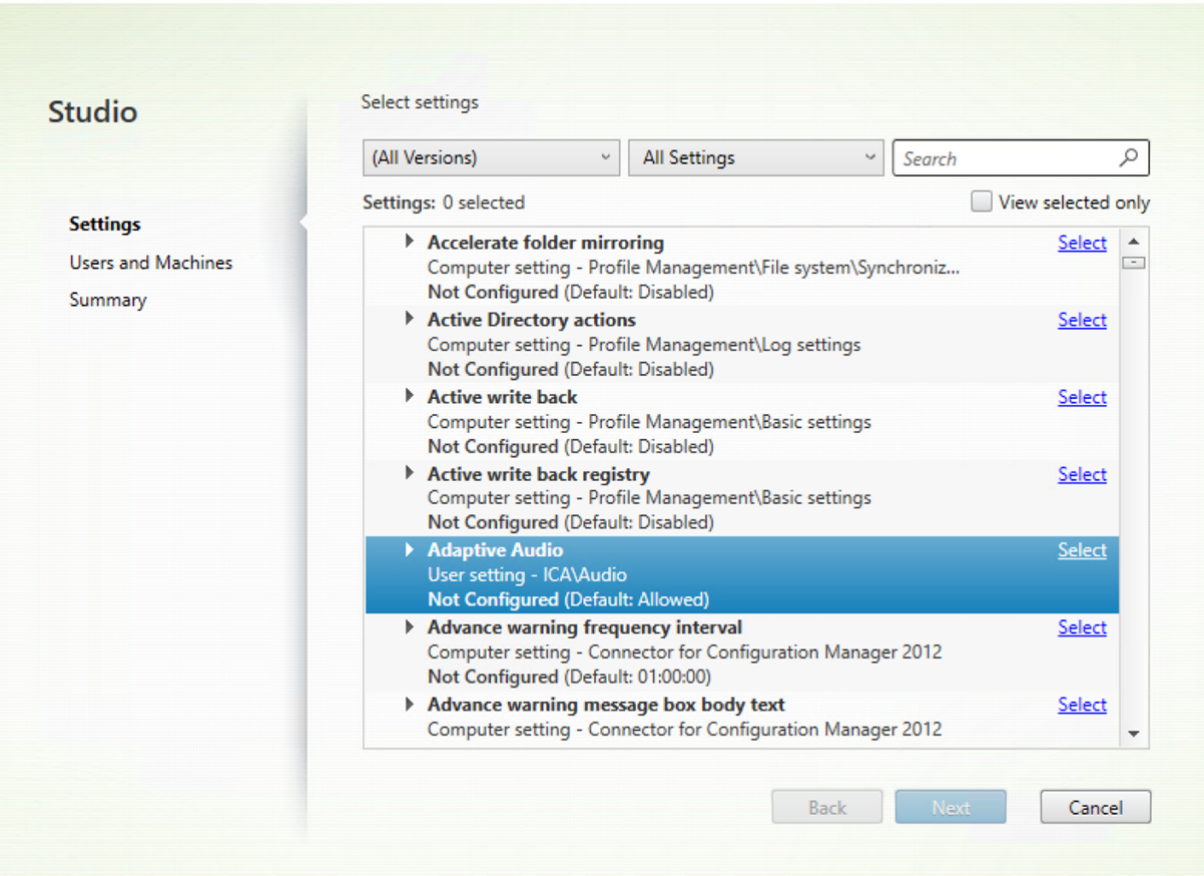 Studio
Settings
Users and Machines
Summary
Select settings
(All Versions)
All Settings
Search
Settings: 0 selected
View selected only
Accelerate folder mirroring
Select
Computer setting - Profile Management\File system\Synchroniz...
Not Configured (Default: Disabled)
Active Directory actions
Select
Computer setting - Profile Management\Log settings
Not Configured (Default: Disabled)
Active write back
Select
Computer setting - Profile Management\Basic settings
Not Configured (Default: Disabled)
Active write back registry
Select
Computer setting - Profile Management\Basic settings
Not Configured (Default: Disabled)
Adaptive Audio
Select
User setting - ICA\Audio
Not Configured (Default: Allowed)
Advance warning frequency interval
Select
Computer setting - Connector for Configuration Manager 2012
Not Configured (Default: 01:00:00)
Advance warning message box body text
Select
Computer setting - Connector for Configuration Manager 2012
Back
Next
Cancel